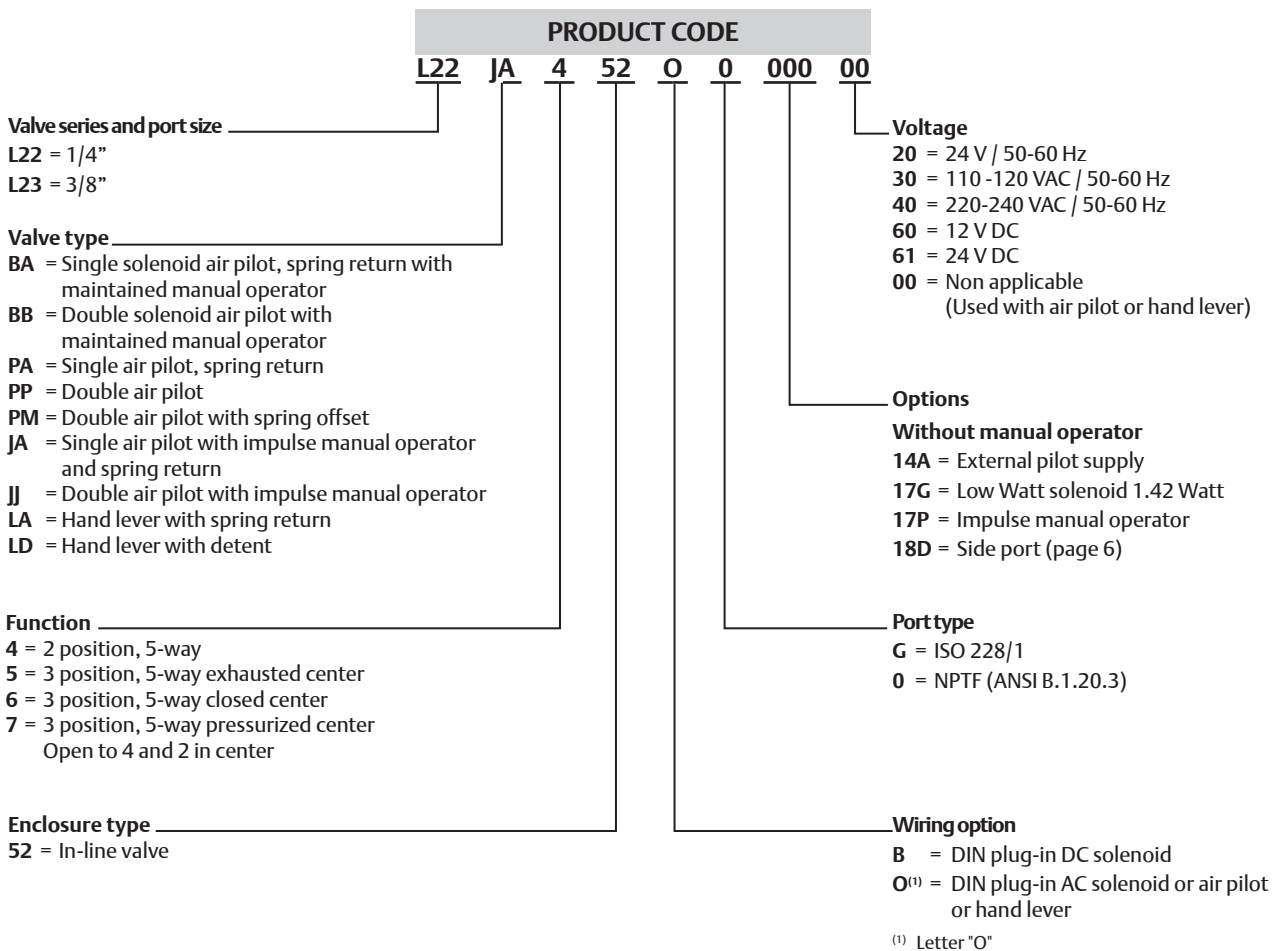 PRODUCT CODE
L22 JA 4 52 O 0 000 00
Valve series and port size
L22 = 1/4”
L23 = 3/8”
Valve type
BA = Single solenoid air pilot, spring return with
maintained manual operator
BB = Double solenoid air pilot with
maintained manual operator
PA = Single air pilot, spring return
PP = Double air pilot
PM = Double air pilot with spring offset
JA = Single air pilot with impulse manual operator
and spring return
JJ = Double air pilot with impulse manual operator
LA = Hand lever with spring return
LD = Hand lever with detent
Function
4 = 2 position, 5-way
5 = 3 position, 5-way exhausted center
6 = 3 position, 5-way closed center
7 = 3 position, 5-way pressurized center
Open to 4 and 2 in center
Enclosure type
52 = In-line valve
Voltage
20 = 24 V / 50-60 Hz
30 = 110 -120 VAC / 50-60 Hz
40 = 220-240 VAC / 50-60 Hz
60 = 12 V DC
61 = 24 V DC
00 = Non applicable
(Used with air pilot or hand lever)
Options
Without manual operator
14A = External pilot supply
17G = Low Watt solenoid 1.42 Watt
17P = Impulse manual operator
18D = Side port (page 6)
Port type
G = ISO 228/1
0 = NPTF (ANSI B.1.20.3)
Wiring option
B = DIN plug-in DC solenoid
O(1) = DIN plug-in AC solenoid or air pilot
or hand lever
(1) Letter "O"